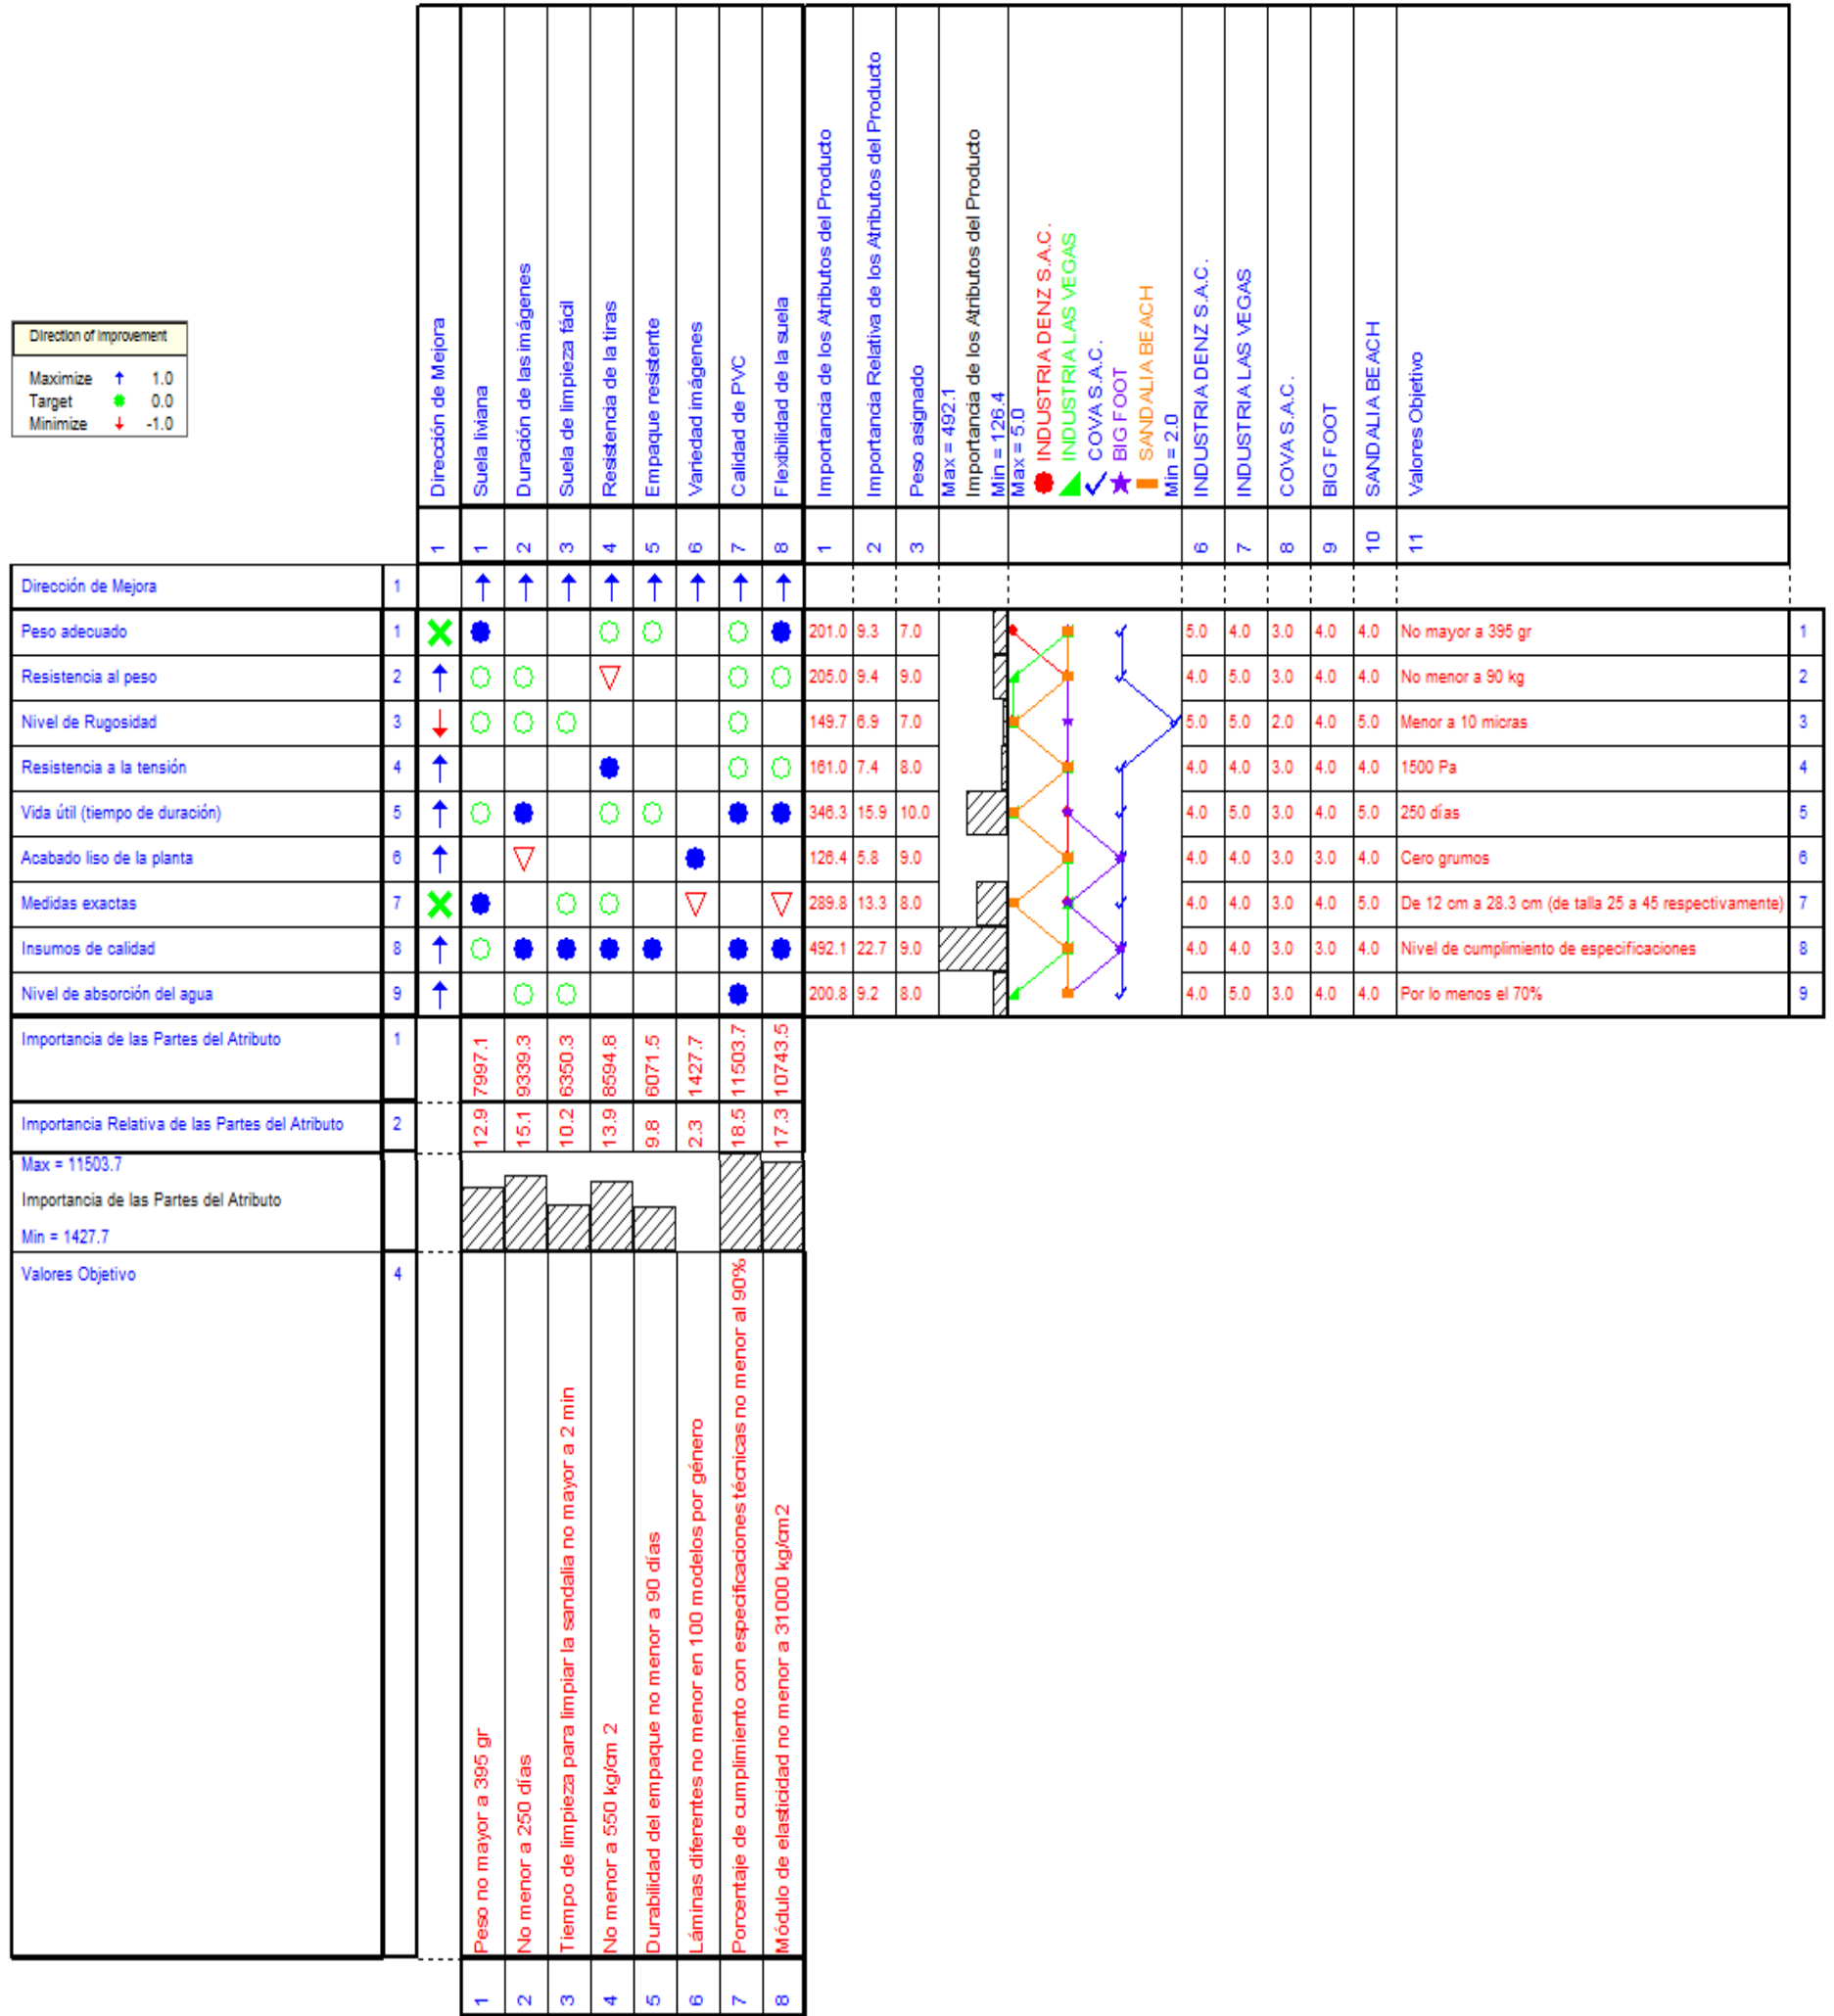 Direction of Improvement
Maximize ↑ 1.0
Target 0.0
Minimize ↓ -1.0
Dirección de Mejora
Suela liviana
Duración de las imágenes
Suela de limpieza fácil
Resistencia de la tiras
Empaque resistente
Variedad imágenes
Calidad de PVC
Flexibilidad de la suela
Importancia de los Atributos del Producto
Importancia Relativa de los Atributos del Producto
Peso asignado
Max = 492.1
Importancia de los Atributos del Producto
Min = 126.4
Max = 5.0
INDUSTRIA DENZ S.A.C.
INDUSTRIA LAS VEGAS
COVA S.A.C.
BIG FOOT
SANDALIA BEACH
Min = 2.0
INDUSTRIA DENZ S.A.C.
INDUSTRIA LAS VEGAS
COVA S.A.C.
BIG FOOT
SANDALIA BEACH
Valores Objetivo
1 1 2 3 4 5 6 7 8 1 2 3 6 7 8 9 10 11
Dirección de Mejora 1 ↑ ↑ ↑ ↑ ↑ ↑ ↑ ↑
Peso adecuado 1 201.0 9.3 7.0 5.0 4.0 3.0 4.0 4.0 No mayor a 395 gr 1
Resistencia al peso 2 205.0 9.4 9.0 4.0 5.0 3.0 4.0 4.0 No menor a 90 kg 2
Nivel de Rugosidad 3 149.7 6.9 7.0 5.0 5.0 2.0 4.0 5.0 Menor a 10 micras 3
Resistencia a la tensión 4 161.0 7.4 8.0 4.0 4.0 3.0 4.0 4.0 1500 Pa 4
Vida útil (tiempo de duración) 5 346.3 15.9 10.0 4.0 5.0 3.0 4.0 5.0 250 días 5
Acabado liso de la planta 6 126.4 5.8 9.0 4.0 4.0 3.0 3.0 4.0 Cero grumos 6
Medidas exactas 7 289.8 13.3 8.0 4.0 4.0 3.0 4.0 5.0 De 12 cm a 28.3 cm (de talla 25 a 45 respectivamente) 7
Insumos de calidad 8 492.1 22.7 9.0 4.0 4.0 3.0 3.0 4.0 Nivel de cumplimiento de especificaciones 8
Nivel de absorción del agua 9 200.8 9.2 8.0 4.0 5.0 3.0 4.0 4.0 Por lo menos el 70% 9
Importancia de las Partes del Atributo 1 7997.1 9339.3 6350.3 8594.8 6071.5 1427.7 11503.7 10743.5
Importancia Relativa de las Partes del Atributo 2 12.9 15.1 10.2 13.9 9.8 2.3 18.5 17.3
Max = 11503.7
Importancia de las Partes del Atributo
Min = 1427.7
Valores Objetivo 4
Peso no mayor a 395 gr
No menor a 250 días
Tiempo de limpieza para limpiar la sandalia no mayor a 2 min
No menor a 550 kg/cm 2
Durabilidad del empaque no menor a 90 días
Láminas diferentes no menor en 100 modelos por género
Porcentaje de cumplimiento con especificaciones técnicas no menor al 90%
Módulo de elasticidad no menor a 31000 kg/cm2
1 2 3 4 5 6 7 8